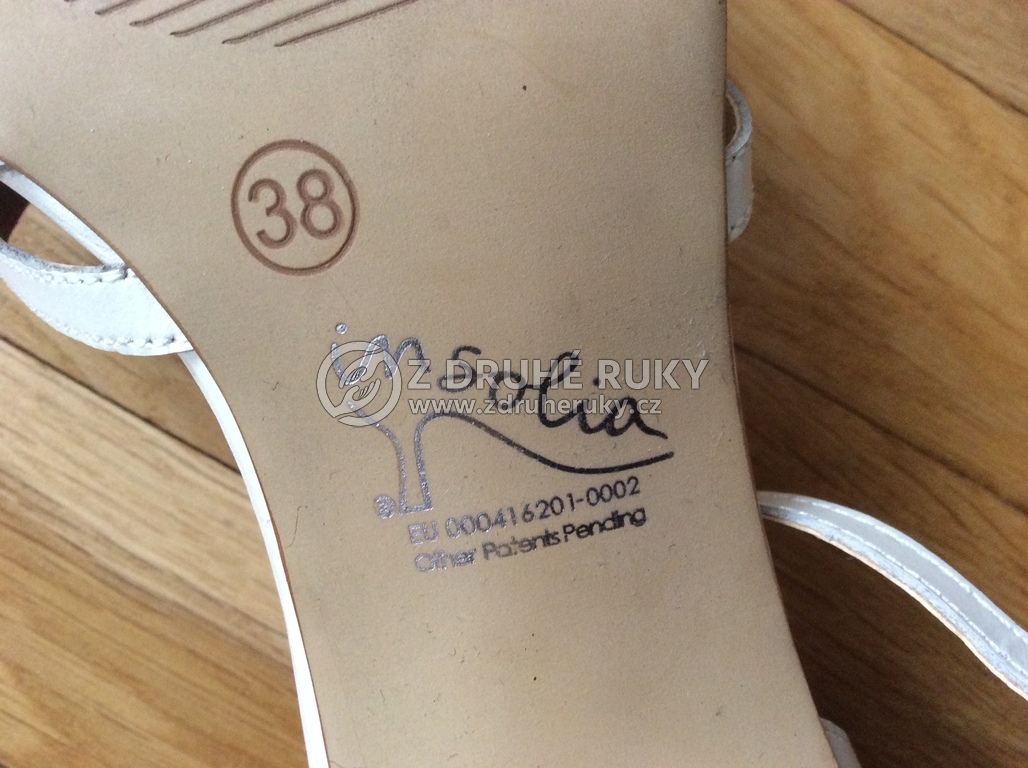 38
insolia
Z DRUHÉ RUKY
www.zdruheruky.cz
®
EU 000416201-0002
Other Patents Pending